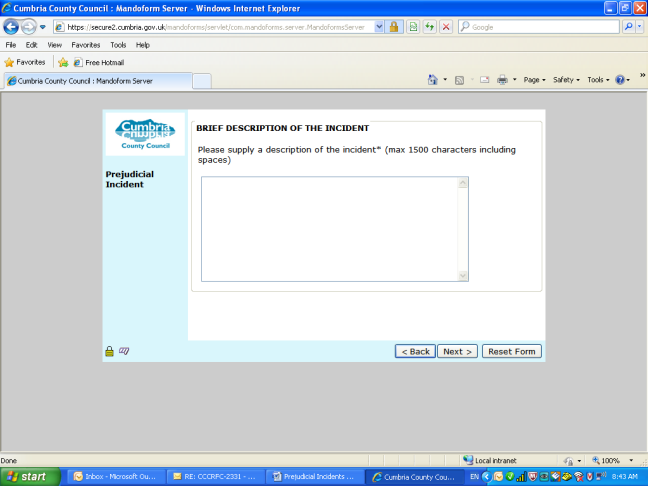 Cumbria County Council : Mandoform Server - Windows Internet Explorer
https://secure2.cumbria.gov.uk/mandoforms/servlet/com.mandoforms.server.MandoformsServer
Google
File Edit View Favorites Tools Help
Favorites Free Hotmail
Cumbria County Council : Mandoform Server
Page Safety Tools
Cumbria
County Council
Prejudicial
Incident
BRIEF DESCRIPTION OF THE INCIDENT
Please supply a description of the incident* (max 1500 characters including
spaces)
< Back Next > Reset Form
Done Local intranet 100%
start Inbox - Microsoft Ou... RE: CCCRFC-2331 - ... Prejudicial Incidents ... Cumbria County Cou... EN 8:43 AM